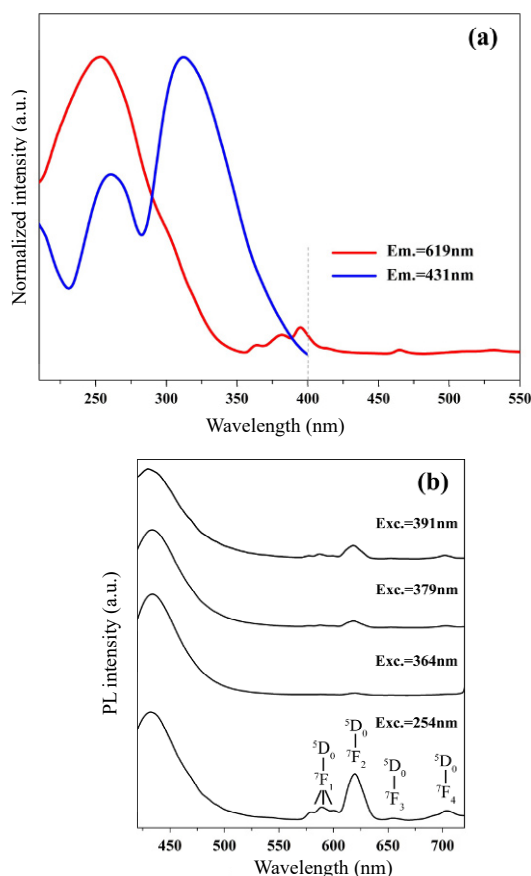 (a)
Normalized intensity (a.u.)
Em.=619nm
Em.=431nm
250 300 350 400 450 500 550
Wavelength (nm)
(b)
PL intensity (a.u.)
Exc.=391nm
Exc.=379nm
Exc.=364nm
Exc.=254nm
⁵D₀ ⁵D₀ ⁵D₀ ⁵D₀
⁷F₁ ⁷F₂ ⁷F₃ ⁷F₄
450 500 550 600 650 700
Wavelength (nm)